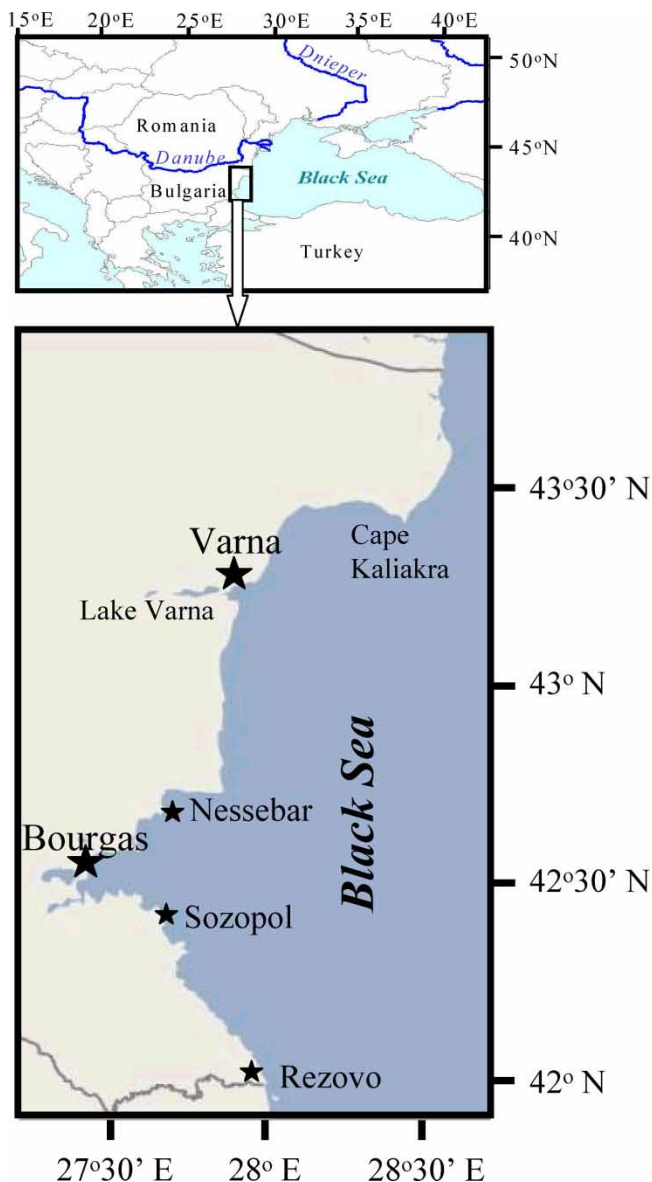 15°E 20°E 25°E 30°E 35°E 40°E
50°N
Dnieper
Romania
45°N
Danube
Black Sea
Bulgaria
40°N
Turkey
43°30’ N
Varna
Cape
Kaliakra
Lake Varna
43° N
Black Sea
Nessebar
Bourgas
42°30’ N
Sozopol
Rezovo
42° N
27°30’ E 28° E 28°30’ E